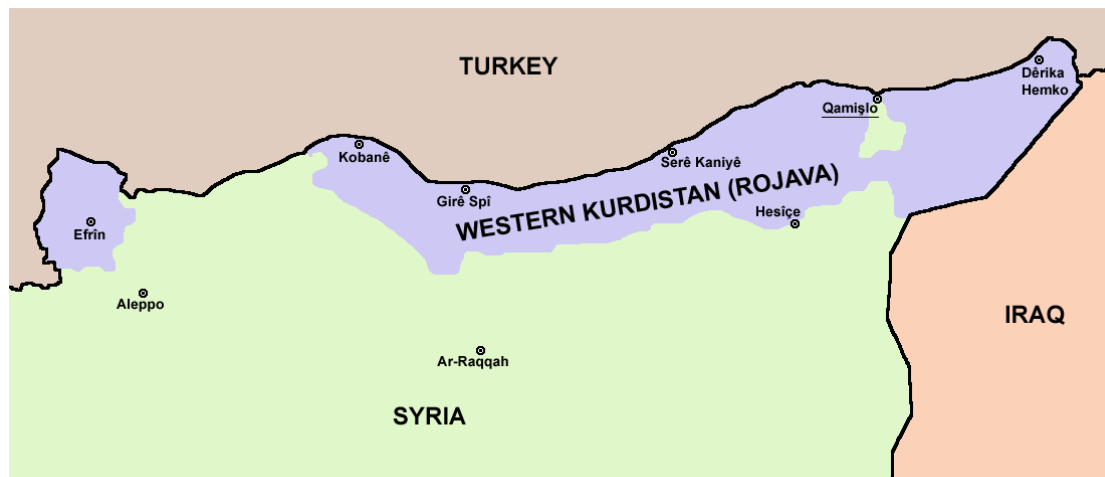 TURKEY
Dêrika
Hemko
Qamişlo
Kobanê
Serê Kaniyê
Girê Spî
WESTERN KURDISTAN (ROJAVA)
Hesîçe
Efrîn
Aleppo
IRAQ
Ar-Raqqah
SYRIA